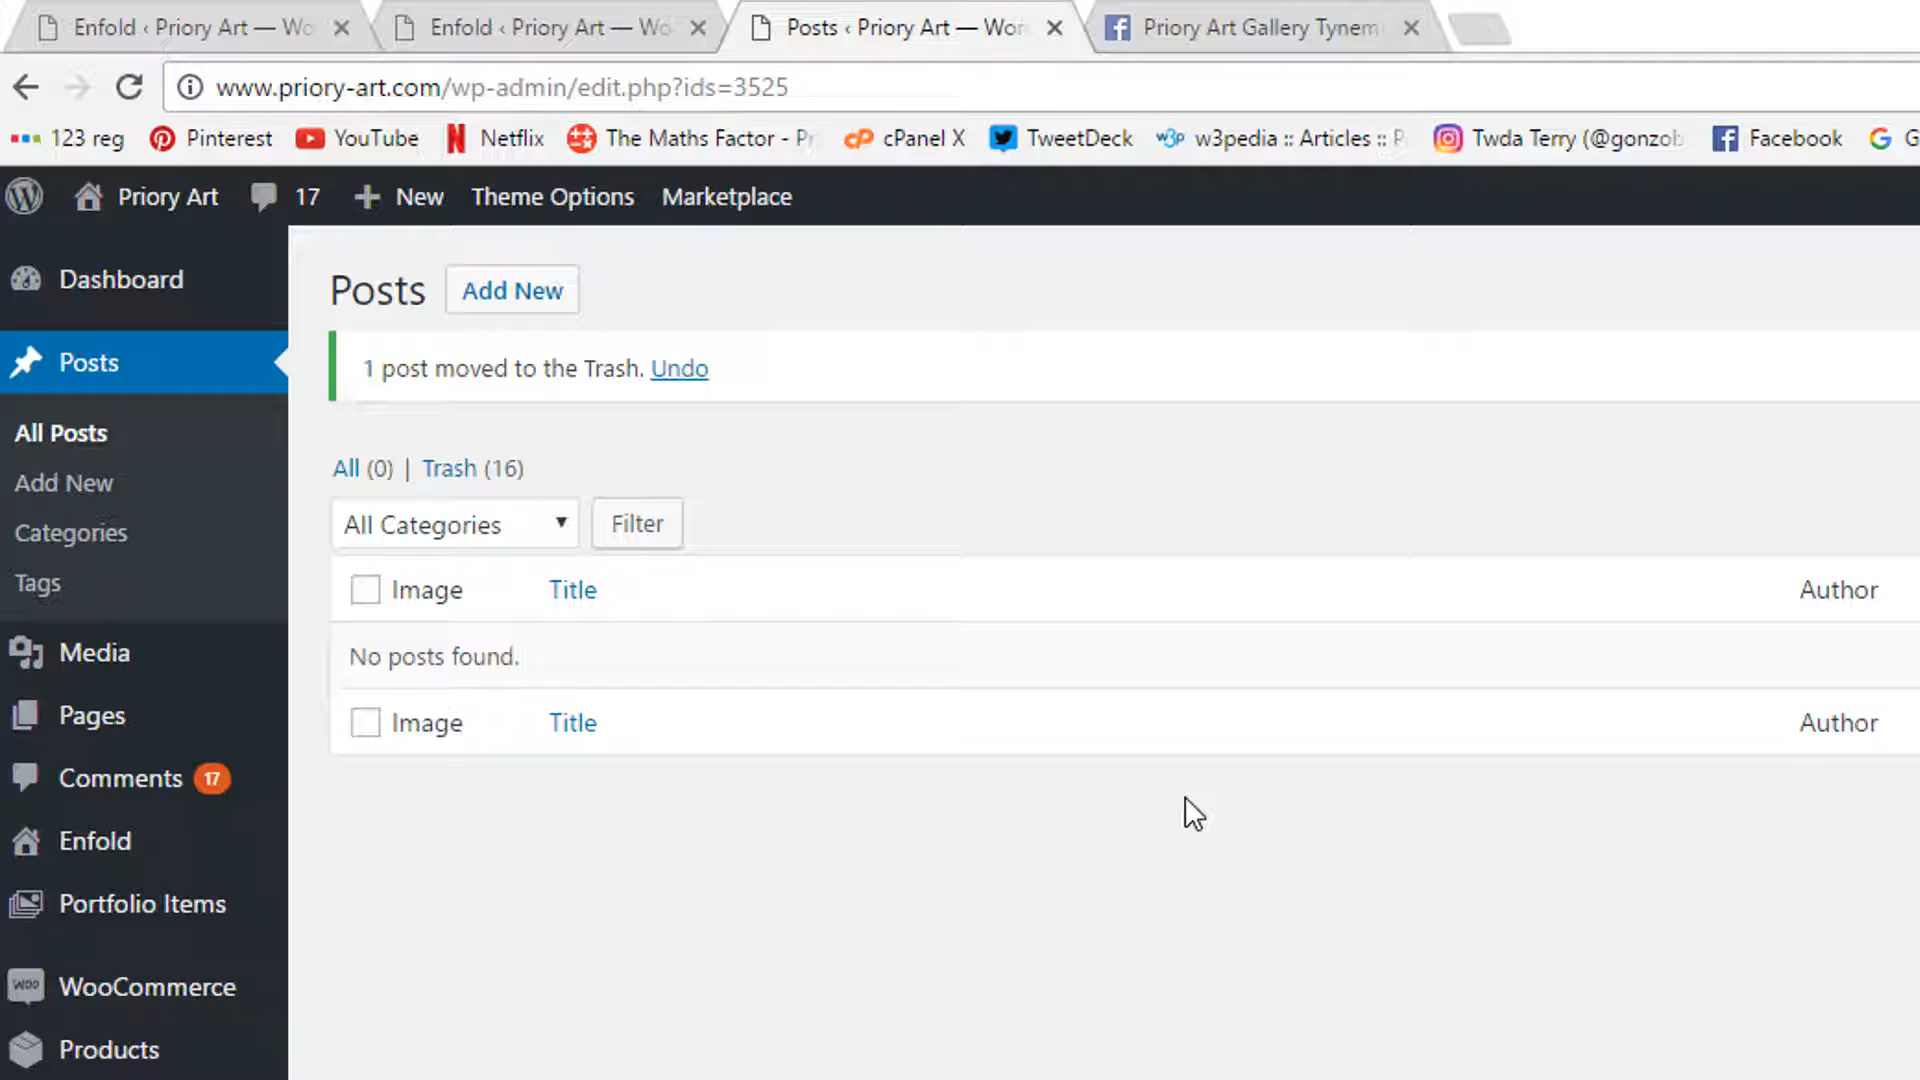 Enfold ‹ Priory Art — Wo
Enfold ‹ Priory Art — Wo
Posts ‹ Priory Art — Wor
Priory Art Gallery Tynem
www.priory-art.com/wp-admin/edit.php?ids=3525
123 reg
Pinterest
YouTube
Netflix
The Maths Factor - Pr
cPanel X
TweetDeck
w3pedia :: Articles :: P
Twda Terry (@gonzob
Facebook
G
Priory Art
17
New
Theme Options
Marketplace
Dashboard
Posts
All Posts
Add New
Categories
Tags
Media
Pages
Comments 17
Enfold
Portfolio Items
WooCommerce
Products
Posts
Add New
1 post moved to the Trash. Undo
All (0) | Trash (16)
All Categories
Filter
Image Title Author
No posts found.
Image Title Author